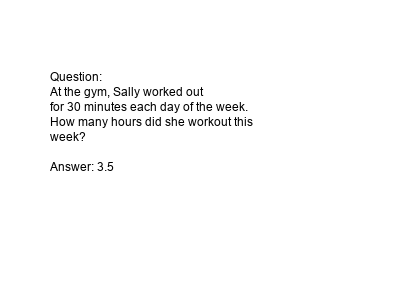 Question:
At the gym, Sally worked out
for 30 minutes each day of the week.
How many hours did she workout this
week?
Answer: 3.5